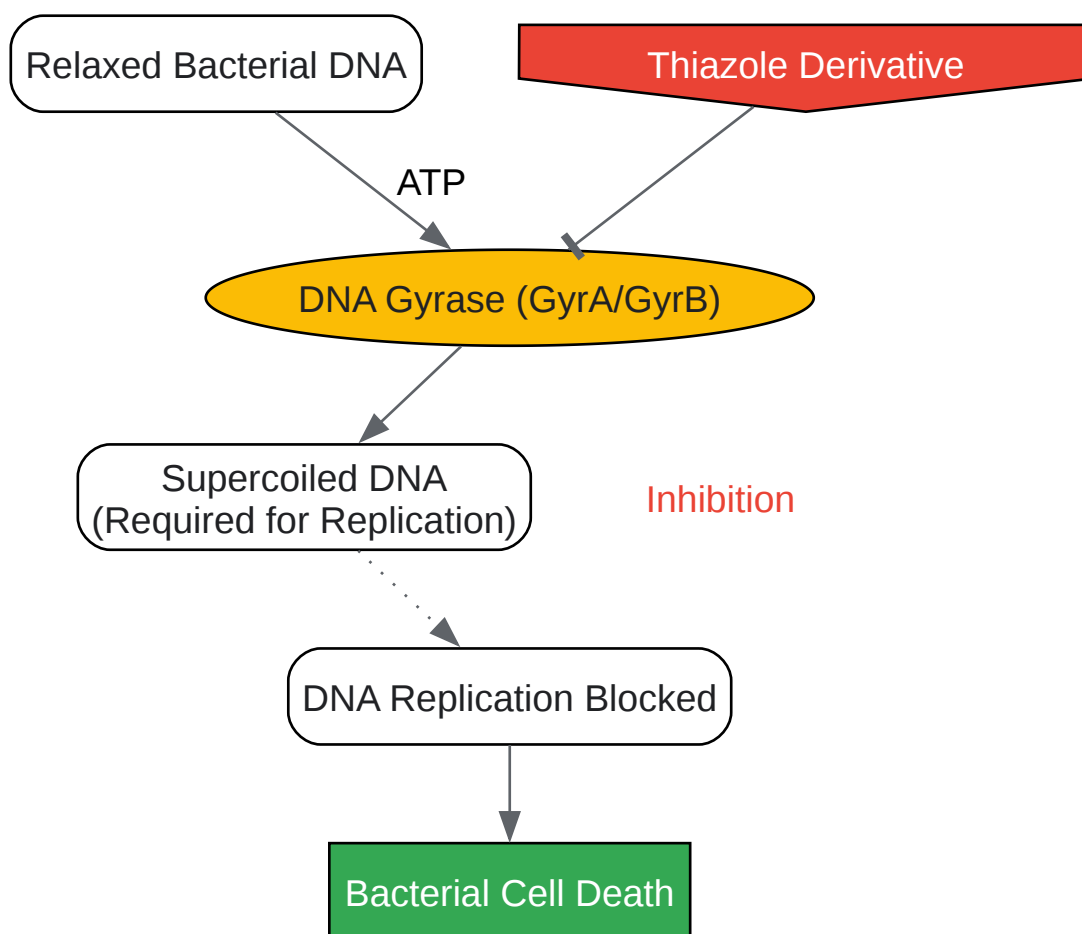 Relaxed Bacterial DNA
Thiazole Derivative
ATP
DNA Gyrase (GyrA/GyrB)
Supercoiled DNA
(Required for Replication)
Inhibition
DNA Replication Blocked
Bacterial Cell Death